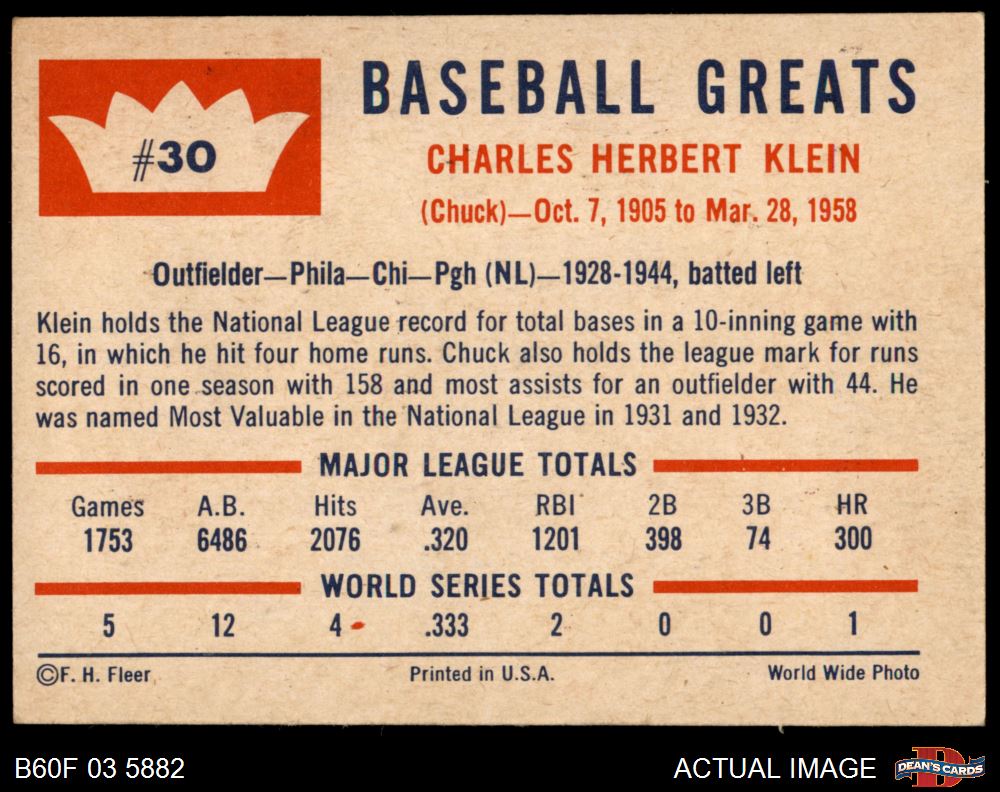 #30
BASEBALL GREATS
CHARLES HERBERT KLEIN
(Chuck)—Oct. 7, 1905 to Mar. 28, 1958
Outfielder—Phila—Chi—Pgh (NL)—1928-1944, batted left
Klein holds the National League record for total bases in a 10-inning game with
16, in which he hit four home runs. Chuck also holds the league mark for runs
scored in one season with 158 and most assists for an outfielder with 44. He
was named Most Valuable in the National League in 1931 and 1932.
MAJOR LEAGUE TOTALS
Games A.B. Hits Ave. RBI 2B 3B HR
1753 6486 2076 .320 1201 398 74 300
WORLD SERIES TOTALS
5 12 4 .333 2 0 0 1
©F. H. Fleer Printed in U.S.A. World Wide Photo
B60F 03 5882 ACTUAL IMAGE DEAN'S CARDS